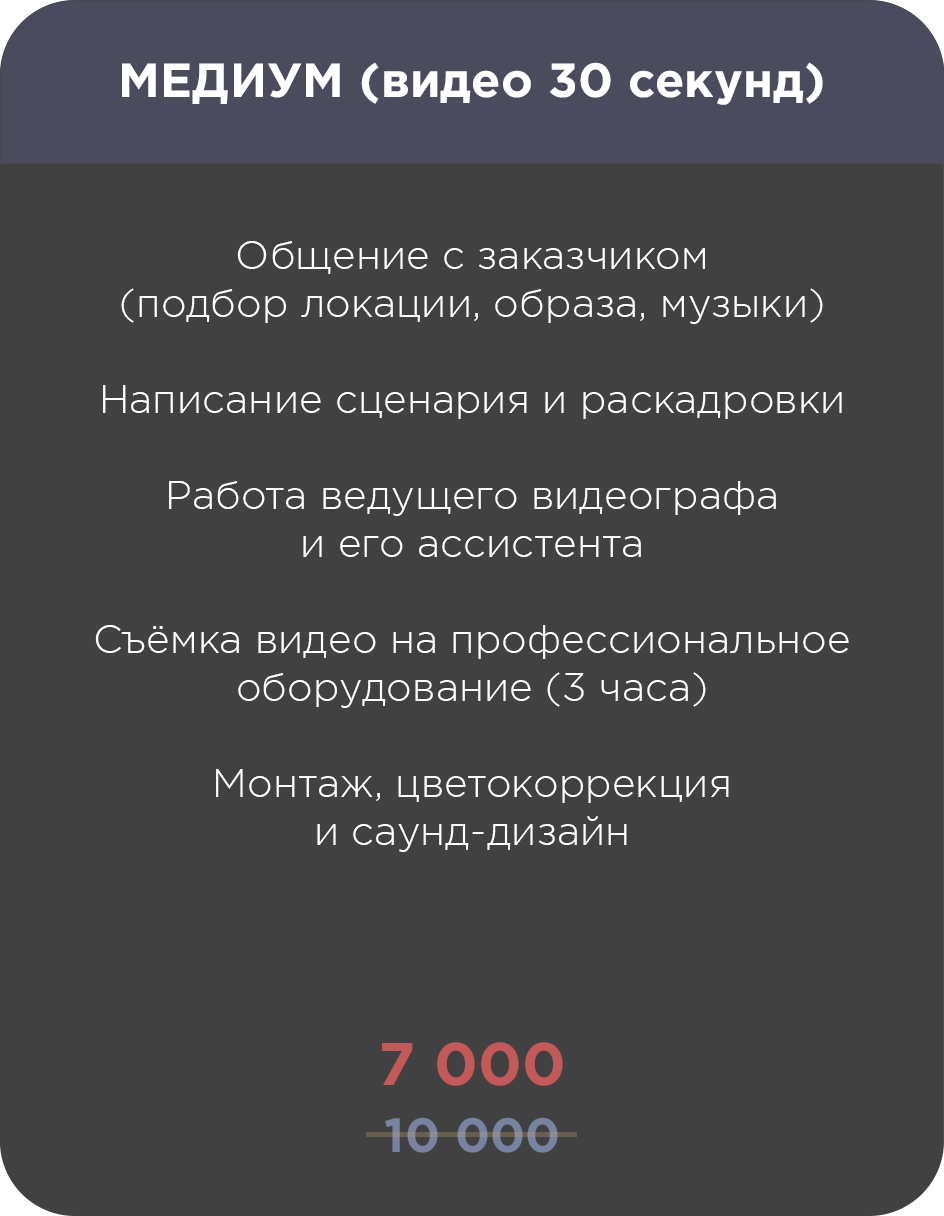 МЕДИУМ (видео 30 секунд)
Общение с заказчиком
(подбор локации, образа, музыки)
Написание сценария и раскадровки
Работа ведущего видеографа
и его ассистента
Съёмка видео на профессиональное
оборудование (3 часа)
Монтаж, цветокоррекция
и саунд-дизайн
7 000
10 000